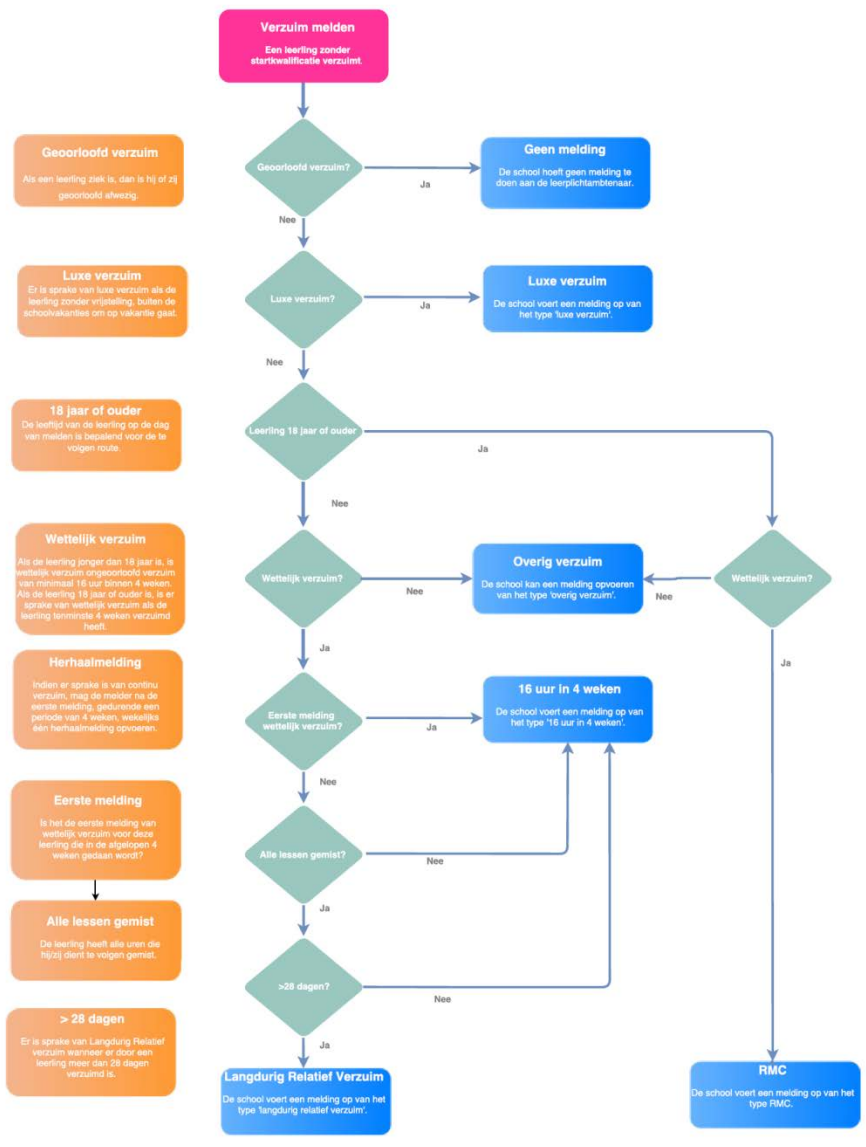 Verzuim melden
Een leerling zonder
startkwalificatie verzuimt.
Geoorloofd verzuim
Als een leerling ziek is, dan is hij of zij
geoorloofd afwezig.
Geoorloofd verzuim?
Ja
Geen melding
De school hoeft geen melding te
doen aan de leerplichtambtenaar.
Nee
Luxe verzuim
Er is sprake van luxe verzuim als de
leerling zonder vrijstelling, buiten de
schoolvakanties om op vakantie gaat.
Luxe verzuim?
Ja
Luxe verzuim
De school voert een melding op van
het type 'luxe verzuim'.
Nee
18 jaar of ouder
De leeftijd van de leerling op de dag
van melden is bepalend voor de te
volgen route.
Leerling 18 jaar of ouder
Ja
Nee
Wettelijk verzuim
Als de leerling jonger dan 18 jaar is, is
wettelijk verzuim ongeoorloofd verzuim
van minimaal 16 uur binnen 4 weken.
Als de leerling 18 jaar of ouder is, is er
sprake van wettelijk verzuim als de
leerling tenminste 4 weken verzuimd
heeft.
Wettelijk verzuim?
Nee
Overig verzuim
De school kan een melding opvoeren
van het type 'overig verzuim'.
Nee
Wettelijk verzuim?
Ja
Ja
Herhaalmelding
Indien er sprake is van continu
verzuim, mag de melder na de
eerste melding, gedurende een
periode van 4 weken, wekelijks
één herhaalmelding opvoeren.
Eerste melding
wettelijk verzuim?
Ja
16 uur in 4 weken
De school voert een melding op van
het type '16 uur in 4 weken'.
Nee
Eerste melding
Is het de eerste melding van
wettelijk verzuim voor deze
leerling die in de afgelopen 4
weken gedaan wordt?
Alle lessen gemist?
Nee
Ja
Alle lessen gemist
De leerling heeft alle uren die
hij/zij dient te volgen gemist.
>28 dagen?
Nee
Ja
> 28 dagen
Er is sprake van Langdung Relatief
verzuim wanneer er door een
leerling meer dan 28 dagen
verzuimd is.
Langdurig Relatief Verzuim
De school voert een melding op van het
type 'langdurig relatief verzuim'.
RMC
De school voert een melding op van het
type RMC.